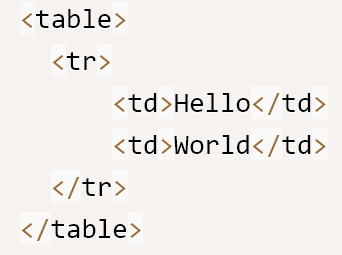 <table>
  <tr>
      <td>Hello</td>
      <td>World</td>
  </tr>
</table>